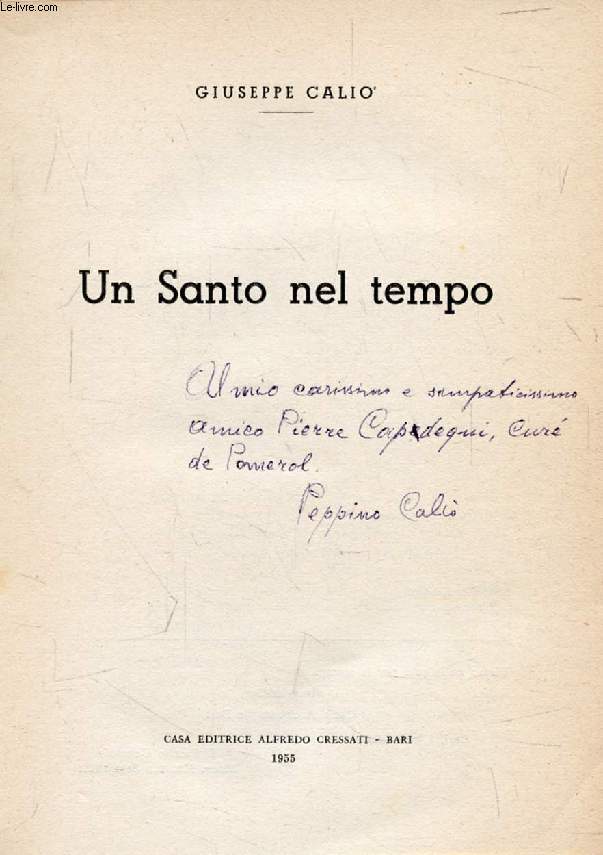 Le-livre.com
GIUSEPPE CALIO'
Un Santo nel tempo
Al mio carissimo e simpaticissimo
amico Pierre Capdegui, Curé
de Pomerol.
Peppino Caliò
CASA EDITRICE ALFREDO CRESSATI - BARI
1955